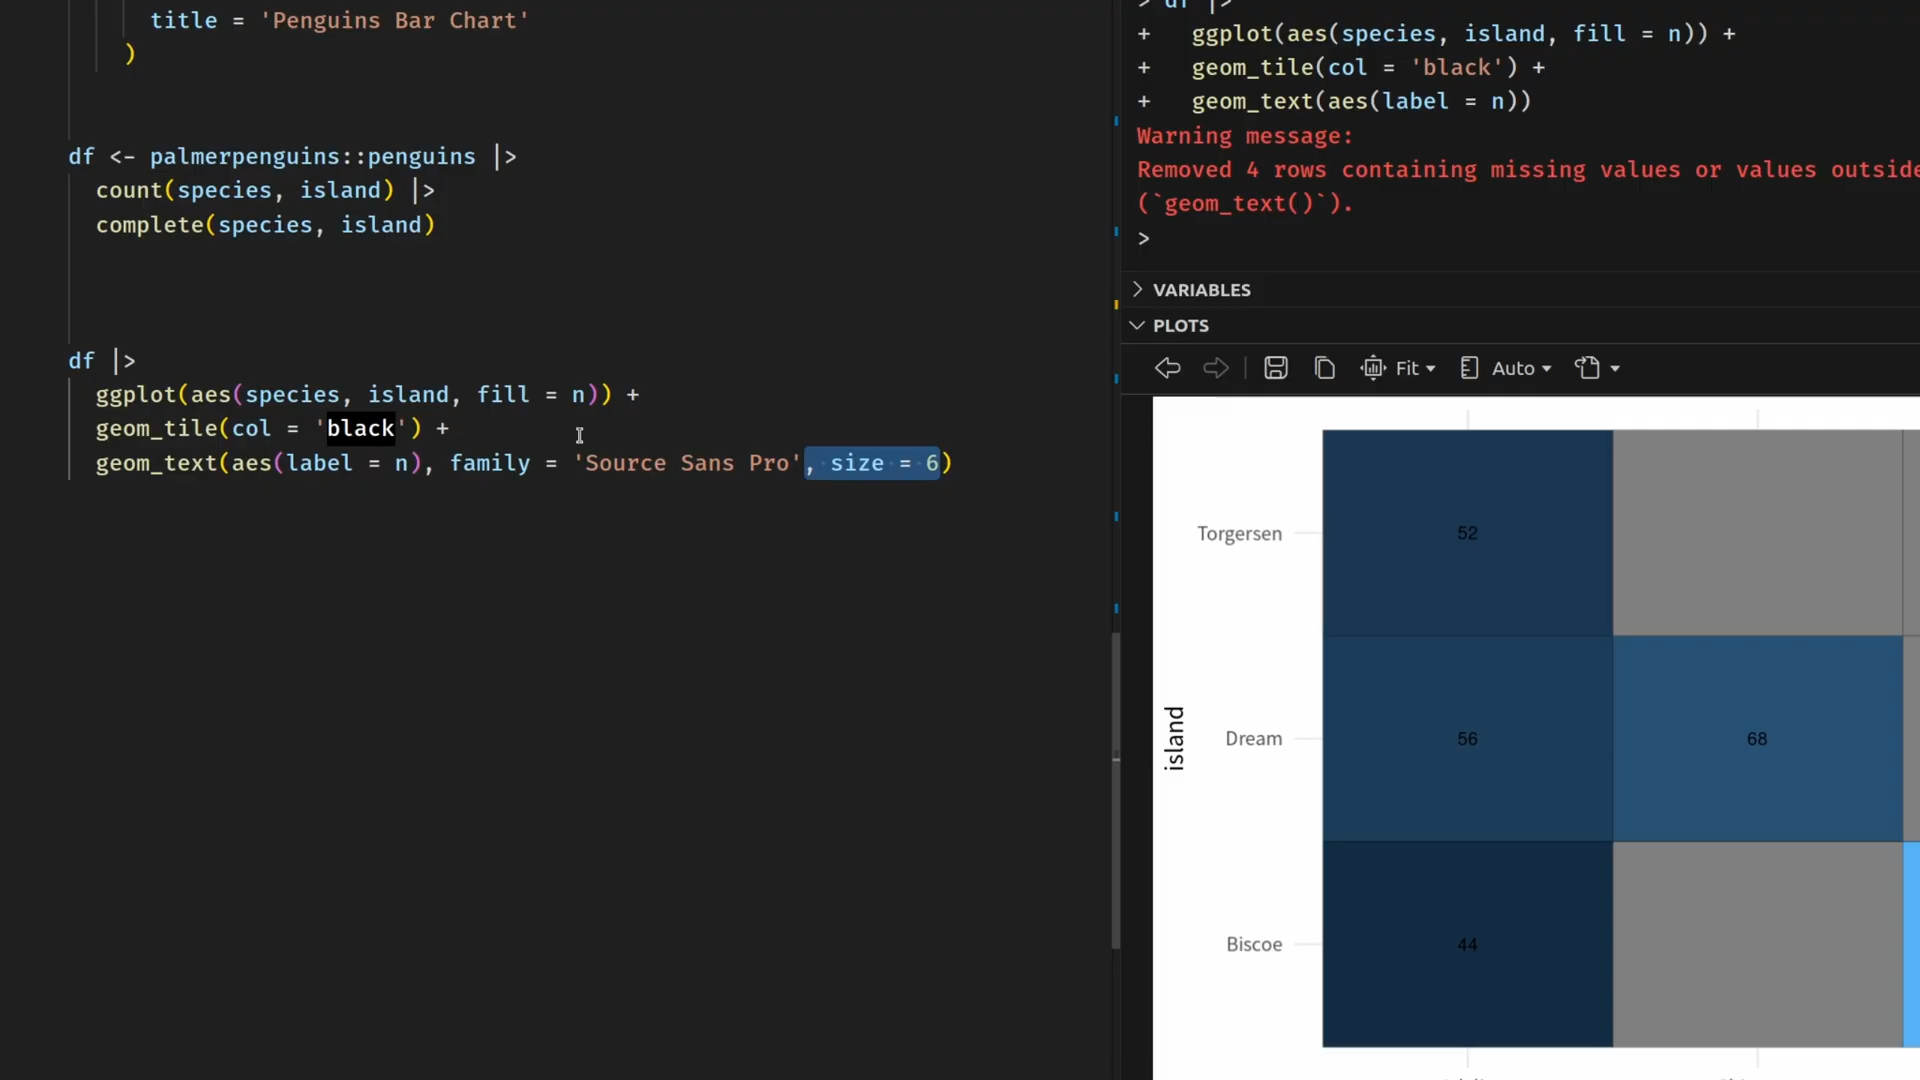 title = 'Penguins Bar Chart'
)
df <- palmerpenguins::penguins |>
count(species, island) |>
complete(species, island)
df |>
ggplot(aes(species, island, fill = n)) +
geom_tile(col = 'black') +
geom_text(aes(label = n), family = 'Source Sans Pro', size = 6)
> df |>
+ ggplot(aes(species, island, fill = n)) +
+ geom_tile(col = 'black') +
+ geom_text(aes(label = n))
Warning message:
Removed 4 rows containing missing values or values outside
(`geom_text()`).
>
VARIABLES
PLOTS
Fit
Auto
Torgersen
52
island
Dream
56
68
Biscoe
44